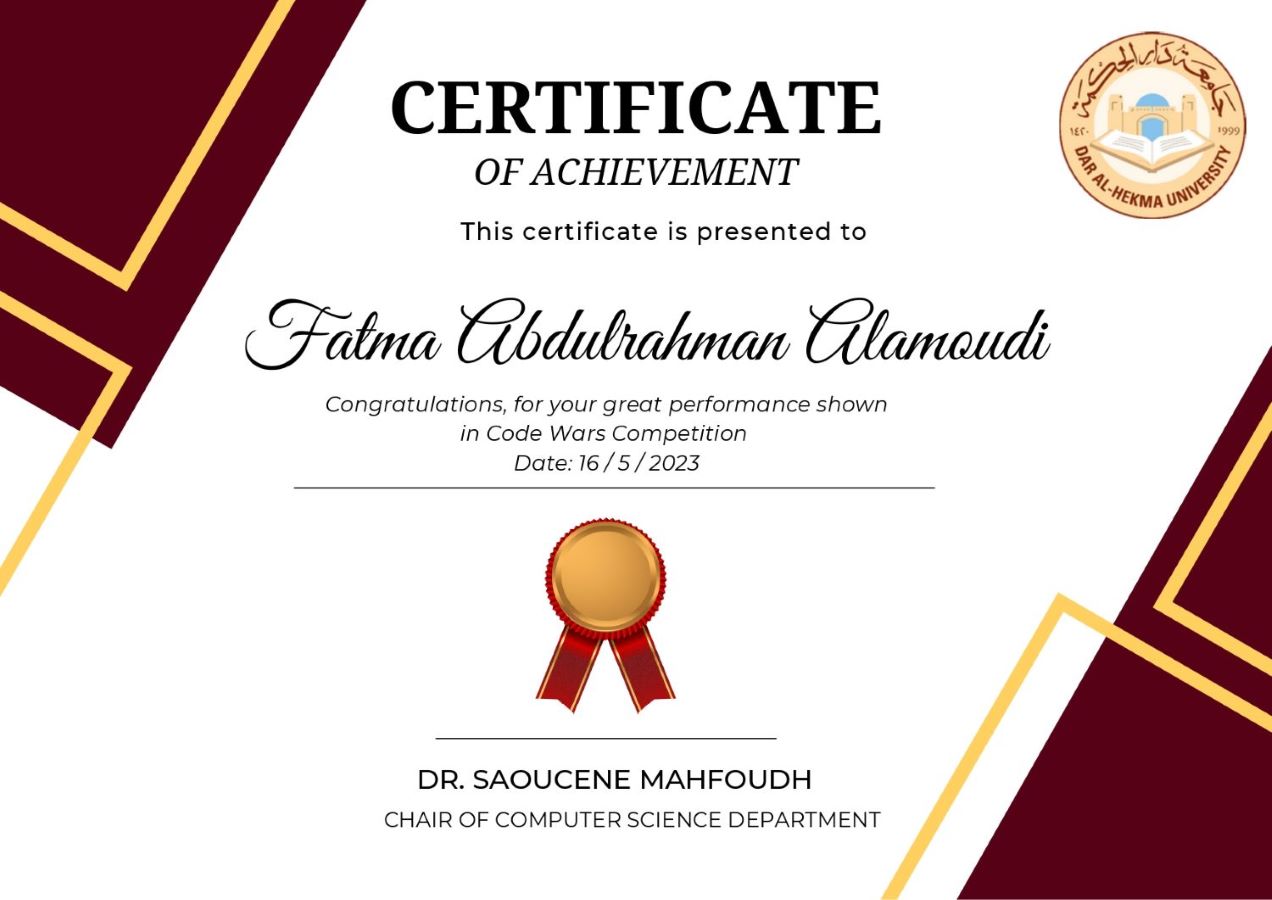 CERTIFICATE
OF ACHIEVEMENT
This certificate is presented to
Fatma Abdulrahman Alamoudi
Congratulations, for your great performance shown
in Code Wars Competition
Date: 16 / 5 / 2023
DR. SAOUCENE MAHFOUDH
CHAIR OF COMPUTER SCIENCE DEPARTMENT
جامعة دار الحكمة
١٤٢٠ 1999
DAR AL-HEKMA UNIVERSITY